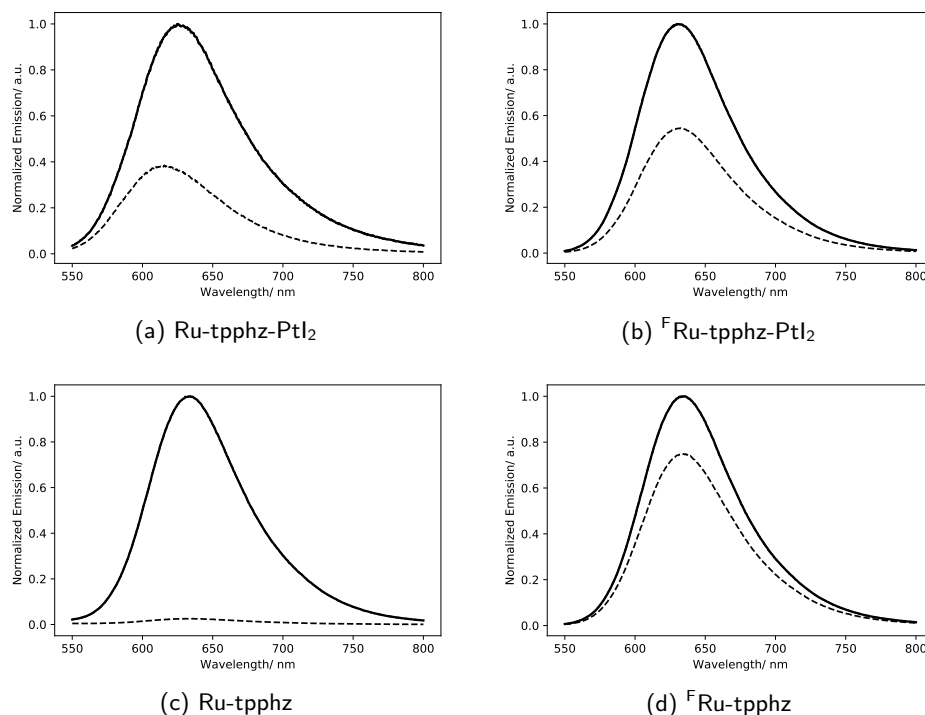 1.0
0.8
0.6
0.4
0.2
0.0
Normalized Emission/ a.u.
550 600 650 700 750 800
Wavelength/ nm
(a) Ru-tpphz-PtI₂
1.0
0.8
0.6
0.4
0.2
0.0
Normalized Emission/ a.u.
550 600 650 700 750 800
Wavelength/ nm
(b) ᶠRu-tpphz-PtI₂
1.0
0.8
0.6
0.4
0.2
0.0
Normalized Emission/ a.u.
550 600 650 700 750 800
Wavelength/ nm
(c) Ru-tpphz
1.0
0.8
0.6
0.4
0.2
0.0
Normalized Emission/ a.u.
550 600 650 700 750 800
Wavelength/ nm
(d) ᶠRu-tpphz